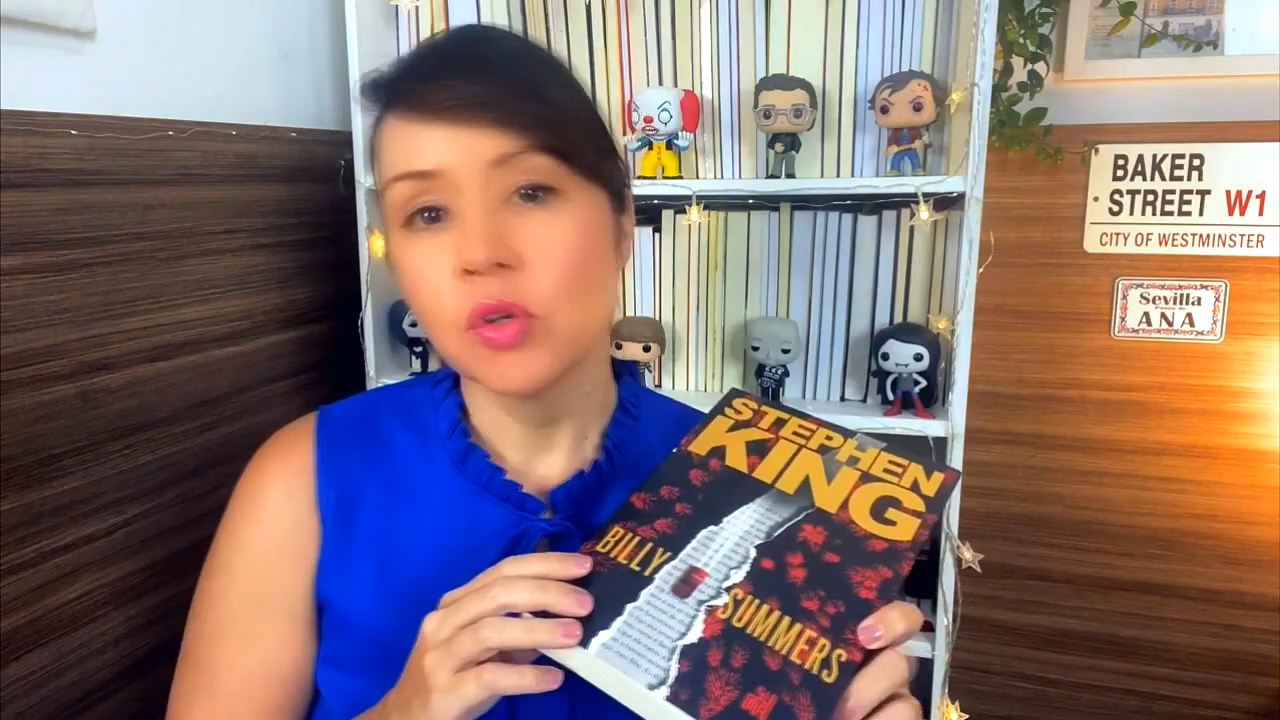 BAKER
STREET W1
CITY OF WESTMINSTER
Sevilla
ANA
STEPHEN
KING
BILLY
SUMMERS